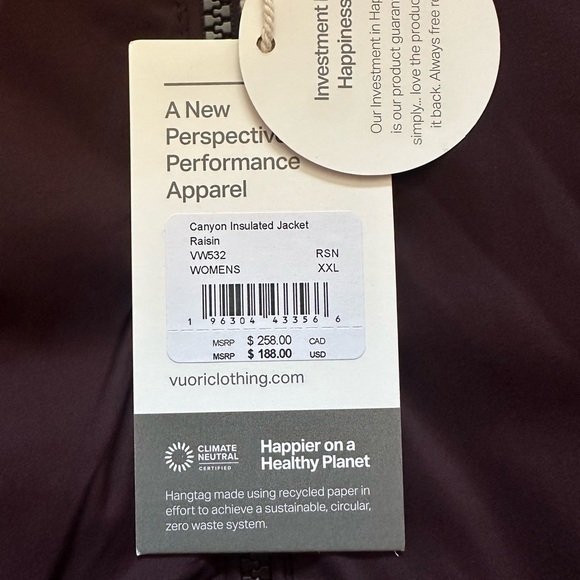 Investment in
Happiness
Our Investment in Hap
is our product guaran
simply... love the produc
it back. Always free re
A New
Perspectiv
Performance
Apparel
Canyon Insulated Jacket
Raisin
VW532 RSN
WOMENS XXL
1 96304 43356 6
MSRP $ 258.00 CAD
MSRP $ 188.00 USD
vuoriclothing.com
CLIMATE
NEUTRAL
CERTIFIED
Happier on a
Healthy Planet
Hangtag made using recycled paper in
effort to achieve a sustainable, circular,
zero waste system.